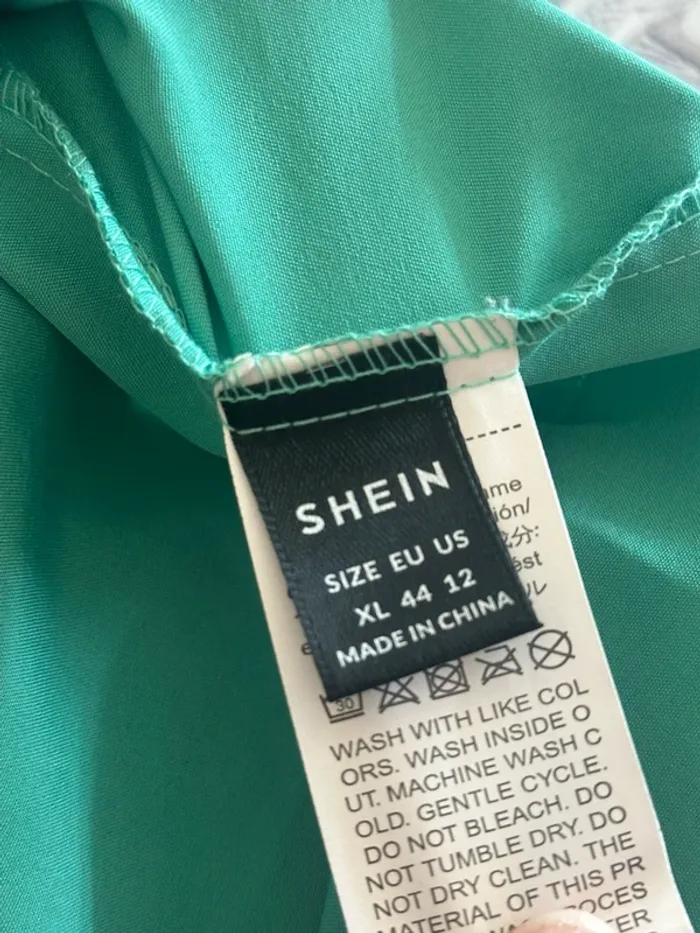 SHEIN
SIZE EU US
XL 44 12
MADE IN CHINA
30
WASH WITH LIKE COL
ORS. WASH INSIDE O
UT. MACHINE WASH C
OLD. GENTLE CYCLE.
DO NOT BLEACH. DO
NOT TUMBLE DRY. DO
NOT DRY CLEAN. THE
MATERIAL OF THIS PR